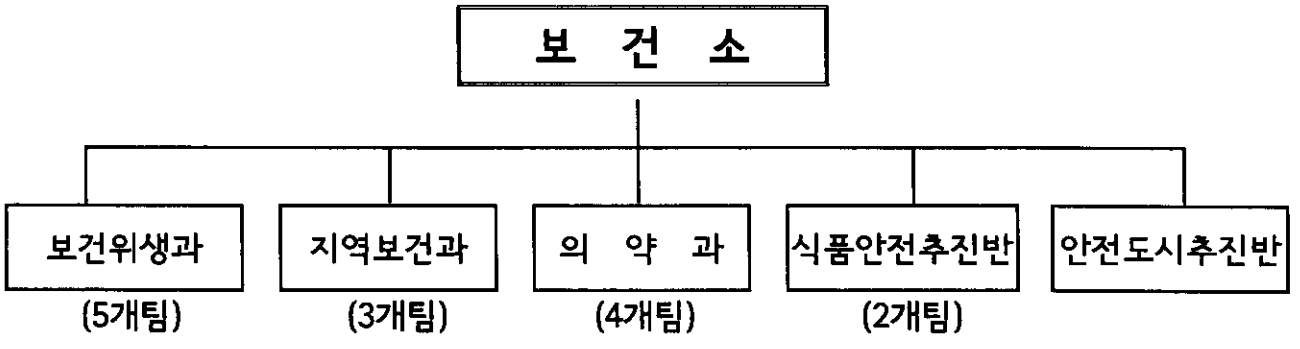 보 건 소
보건위생과 지역보건과 의 약 과 식품안전추진반 안전도시추진반
(5개팀) (3개팀) (4개팀) (2개팀)